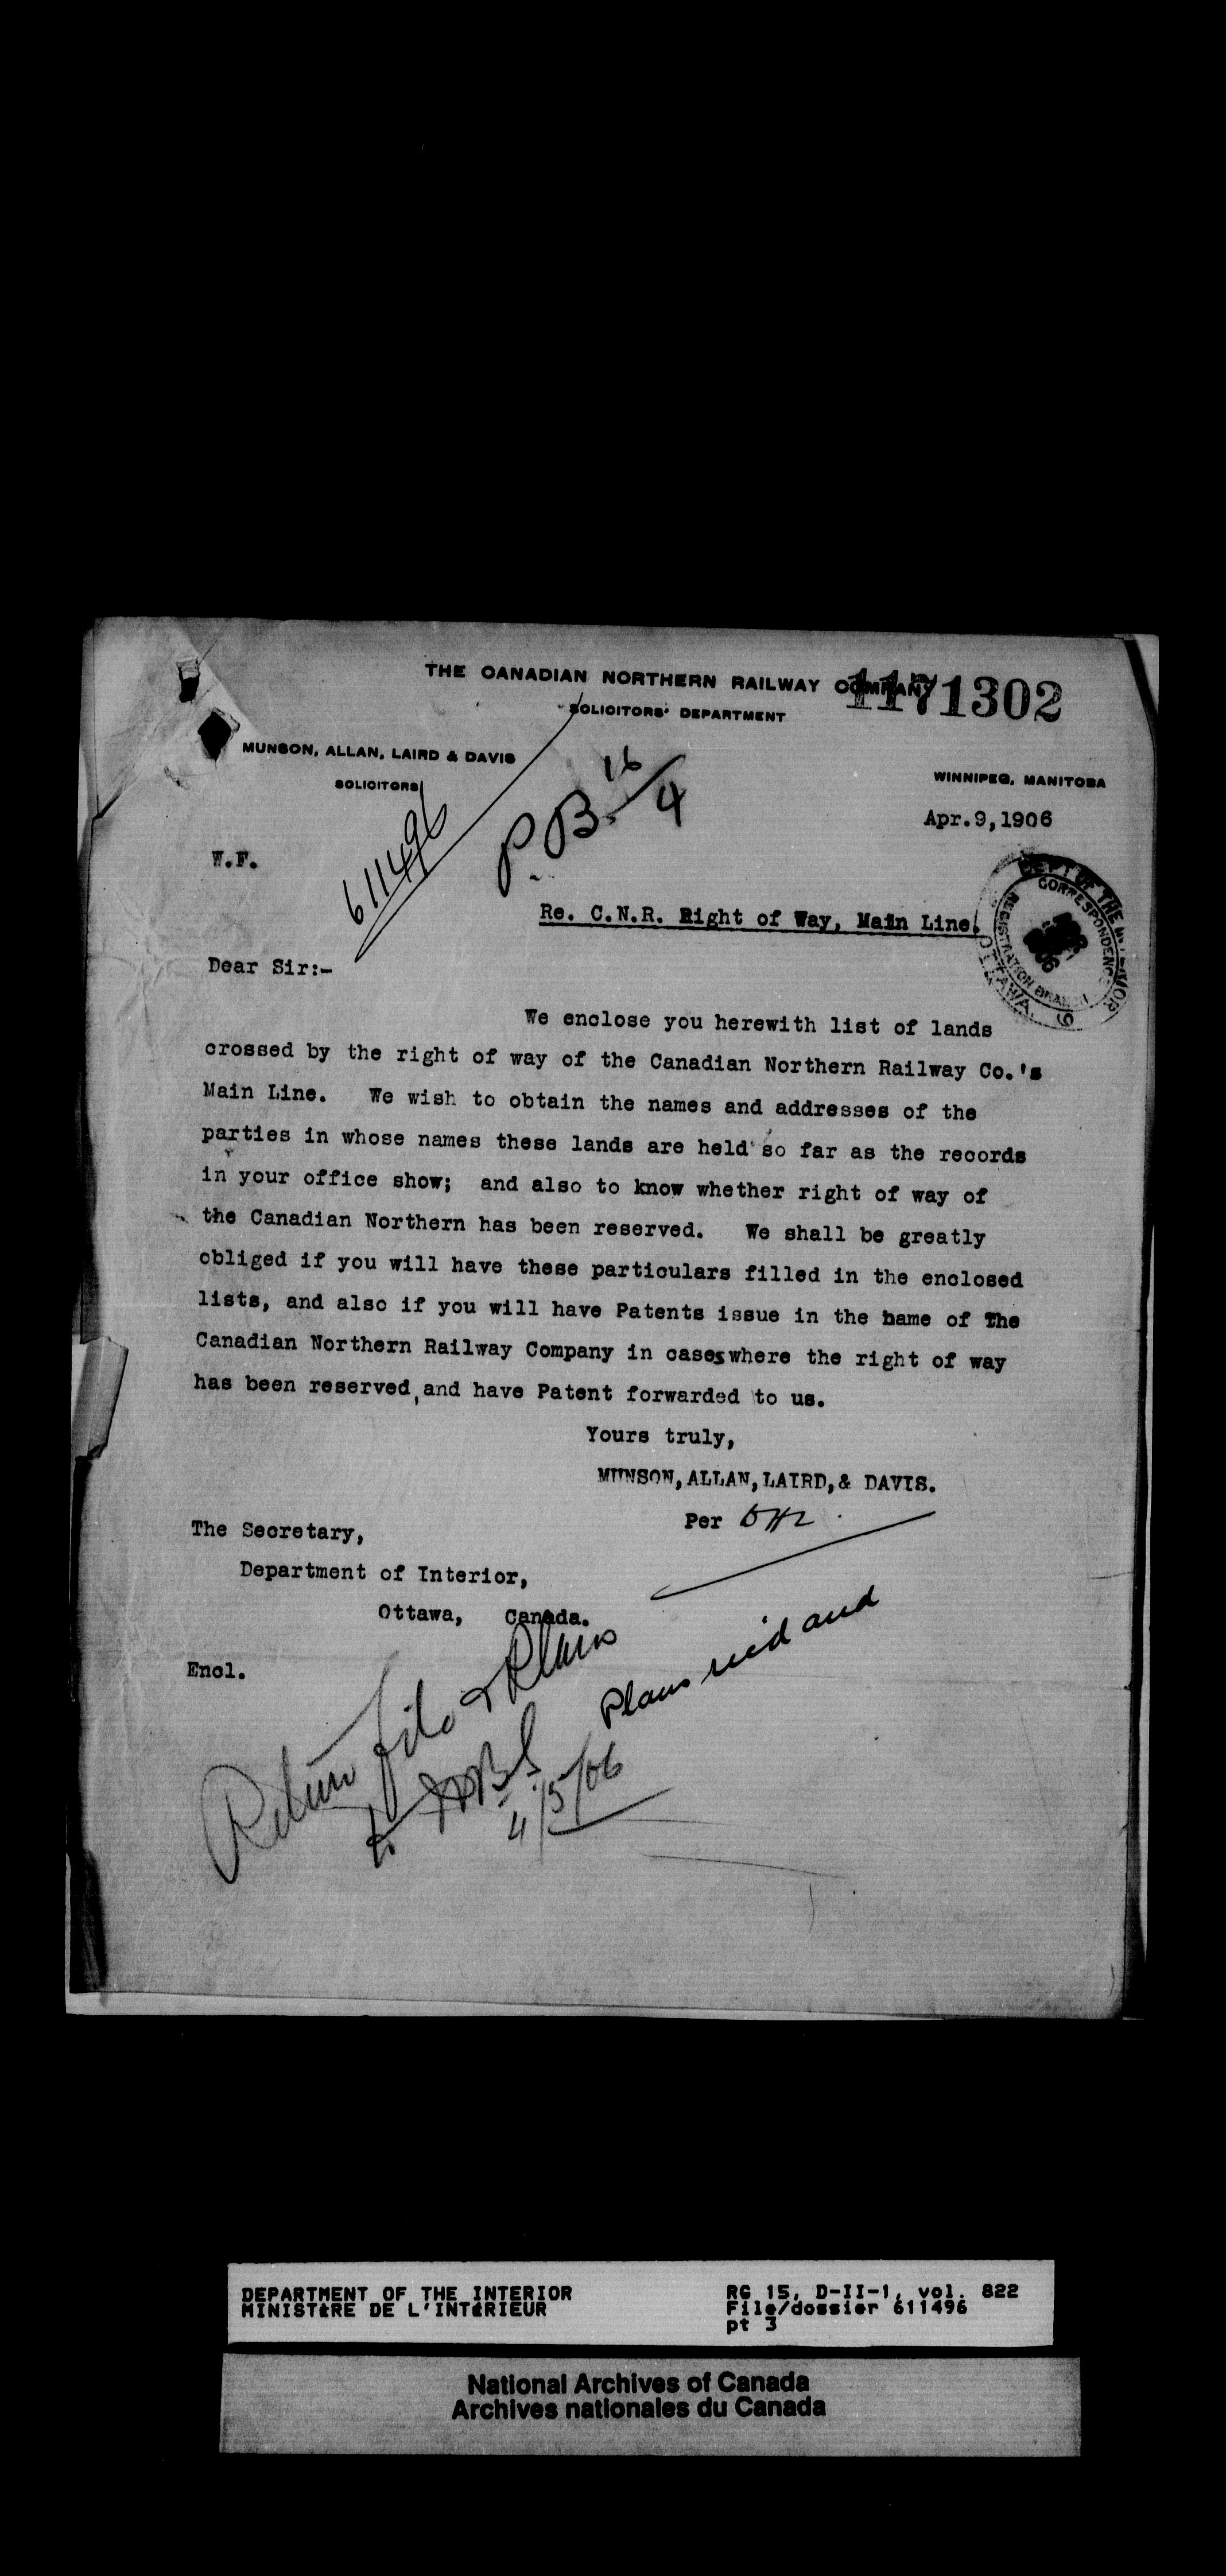 THE CANADIAN NORTHERN RAILWAY COMPANY
1171302
SOLICITORS' DEPARTMENT
MUNSON, ALLAN, LAIRD & DAVIS
SOLICITORS
WINNIPEG, MANITOBA
P.B. 16/4
611496
Apr.9,1906
W.F.
DEPT OF THE INTERIOR
CORRESPONDENCE
REGISTRATION BRANCH
OTTAWA
Re. C.N.R. Right of Way, Main Line.
Dear Sir:-
We enclose you herewith list of lands
crossed by the right of way of the Canadian Northern Railway Co.'s
Main Line. We wish to obtain the names and addresses of the
parties in whose names these lands are held so far as the records
in your office show; and also to know whether right of way of
the Canadian Northern has been reserved. We shall be greatly
obliged if you will have these particulars filled in the enclosed
lists, and also if you will have Patents issue in the name of The
Canadian Northern Railway Company in cases where the right of way
has been reserved, and have Patent forwarded to us.
Yours truly,
MUNSON,ALLAN,LAIRD,& DAVIS.
Per
The Secretary,
Department of Interior,
Ottawa, Canada.
Encl.
Return file & Plans
to
4/5/06
Plans rec'd and
DEPARTMENT OF THE INTERIOR
MINISTÈRE DE L'INTÉRIEUR
RG 15, D-II-1, vol. 822
File/dossier 611496
pt 3
National Archives of Canada
Archives nationales du Canada